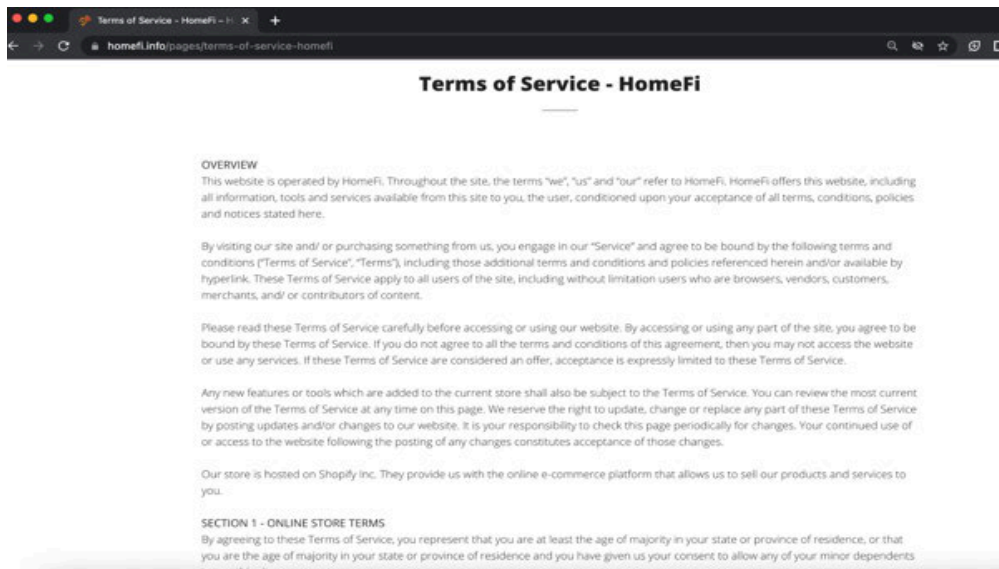 Terms of Service - HomeFi – H
homefi.info/pages/terms-of-service-homefi
Terms of Service - HomeFi
OVERVIEW
This website is operated by HomeFi. Throughout the site, the terms “we”, “us” and “our” refer to HomeFi. HomeFi offers this website, including
all information, tools and services available from this site to you, the user, conditioned upon your acceptance of all terms, conditions, policies
and notices stated here.
By visiting our site and/ or purchasing something from us, you engage in our “Service” and agree to be bound by the following terms and
conditions (“Terms of Service”, “Terms”), including those additional terms and conditions and policies referenced herein and/or available by
hyperlink. These Terms of Service apply to all users of the site, including without limitation users who are browsers, vendors, customers,
merchants, and/ or contributors of content.
Please read these Terms of Service carefully before accessing or using our website. By accessing or using any part of the site, you agree to be
bound by these Terms of Service. If you do not agree to all the terms and conditions of this agreement, then you may not access the website
or use any services. If these Terms of Service are considered an offer, acceptance is expressly limited to these Terms of Service.
Any new features or tools which are added to the current store shall also be subject to the Terms of Service. You can review the most current
version of the Terms of Service at any time on this page. We reserve the right to update, change or replace any part of these Terms of Service
by posting updates and/or changes to our website. It is your responsibility to check this page periodically for changes. Your continued use of
or access to the website following the posting of any changes constitutes acceptance of those changes.
Our store is hosted on Shopify Inc. They provide us with the online e-commerce platform that allows us to sell our products and services to
you.
SECTION 1 - ONLINE STORE TERMS
By agreeing to these Terms of Service, you represent that you are at least the age of majority in your state or province of residence, or that
you are the age of majority in your state or province of residence and you have given us your consent to allow any of your minor dependents